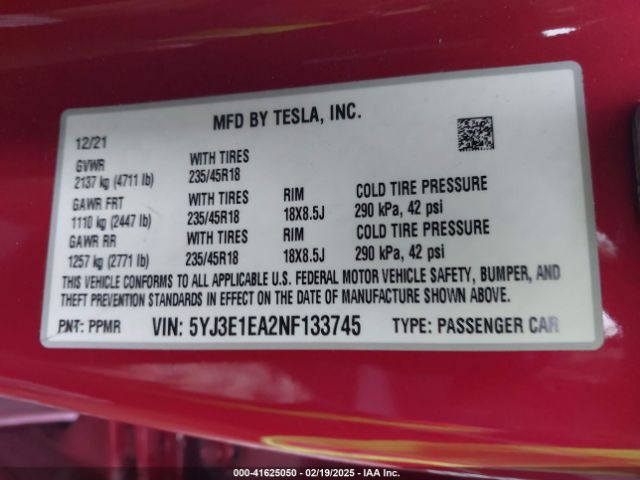 MFD BY TESLA, INC.
12/21
GVWR WITH TIRES
2137 kg (4711 lb) 235/45R18
GAWR FRT WITH TIRES RIM COLD TIRE PRESSURE
1110 kg (2447 lb) 235/45R18 18X8.5J 290 kPa, 42 psi
GAWR RR WITH TIRES RIM COLD TIRE PRESSURE
1257 kg (2771 lb) 235/45R18 18X8.5J 290 kPa, 42 psi
THIS VEHICLE CONFORMS TO ALL APPLICABLE U.S. FEDERAL MOTOR VEHICLE SAFETY, BUMPER, AND
THEFT PREVENTION STANDARDS IN EFFECT ON THE DATE OF MANUFACTURE SHOWN ABOVE.
PNT: PPMR VIN: 5YJ3E1EA2NF133745 TYPE: PASSENGER CAR
000-41625050 - 02/19/2025 - IAA Inc.